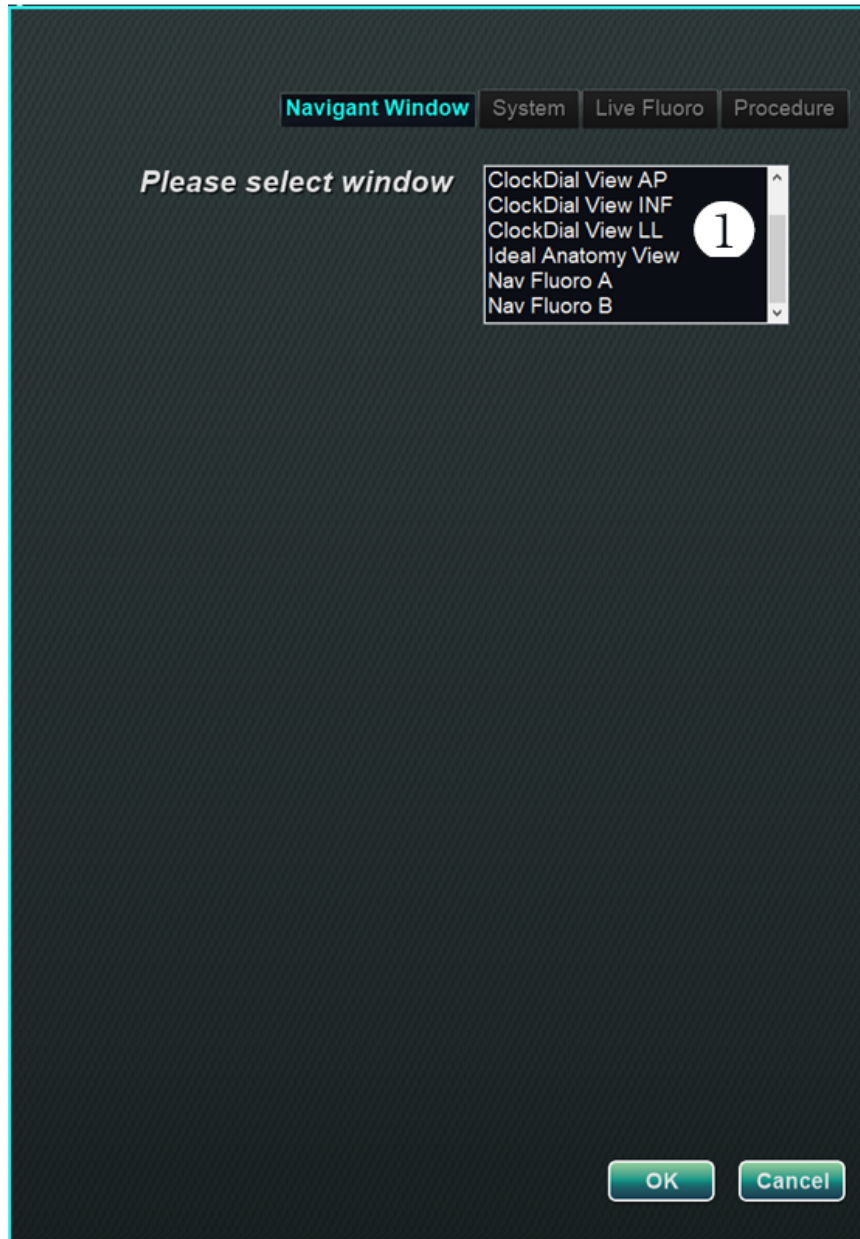 Navigant Window System Live Fluoro Procedure
Please select window
ClockDial View AP
ClockDial View INF
ClockDial View LL
Ideal Anatomy View
Nav Fluoro A
Nav Fluoro B
1
OK Cancel